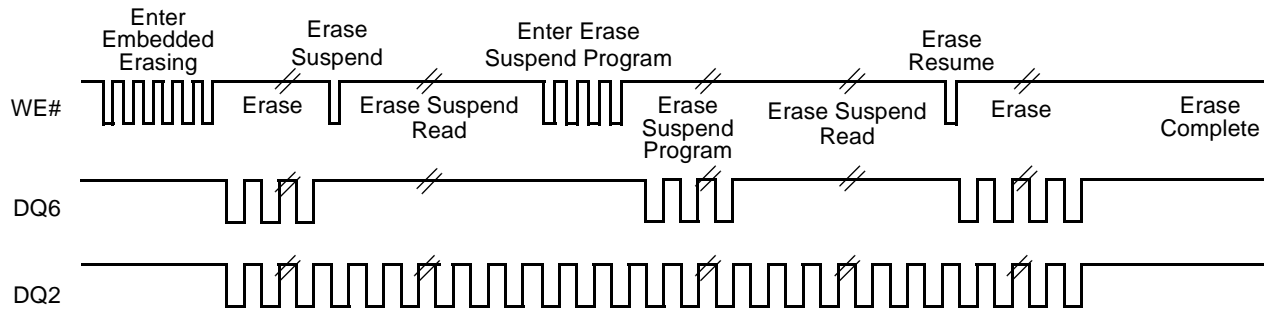 Enter
Embedded
Erasing
Erase
Suspend
Enter Erase
Suspend Program
Erase
Resume
WE#
Erase
Erase Suspend
Read
Erase
Suspend
Program
Erase Suspend
Read
Erase
Erase
Complete
DQ6
DQ2